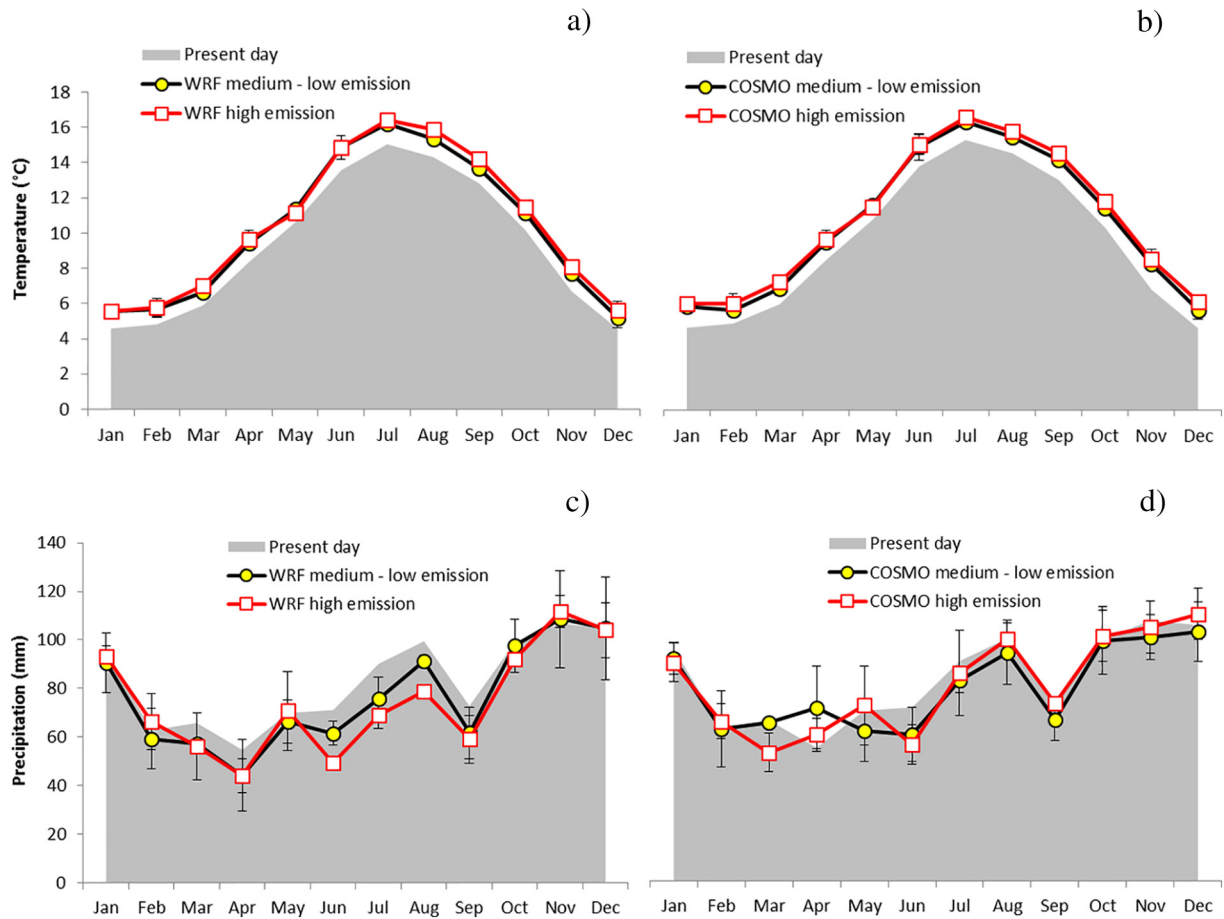 a)
Present day
WRF medium - low emission
WRF high emission
Temperature (°C)
18
16
14
12
10
8
6
4
2
0
Jan Feb Mar Apr May Jun Jul Aug Sep Oct Nov Dec
b)
Present day
COSMO medium - low emission
COSMO high emission
Jan Feb Mar Apr May Jun Jul Aug Sep Oct Nov Dec
c)
Present day
WRF medium - low emission
WRF high emission
Precipitation (mm)
140
120
100
80
60
40
20
0
Jan Feb Mar Apr May Jun Jul Aug Sep Oct Nov Dec
d)
Present day
COSMO medium - low emission
COSMO high emission
Jan Feb Mar Apr May Jun Jul Aug Sep Oct Nov Dec